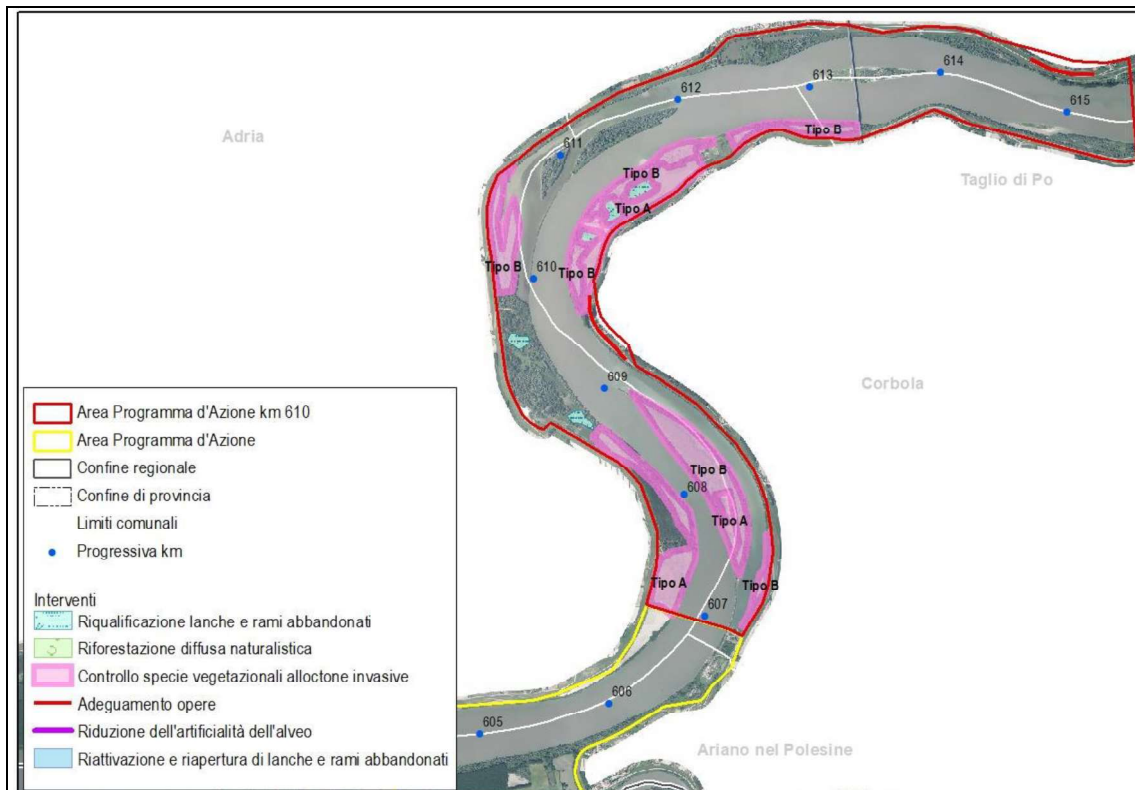 614
613
615
612
Adria
Tipo B
611
Tipo B
Taglio di Po
Tipo A
Tipo B
Tipo B
610
609
Corbola
Tipo B
608
Tipo A
Tipo A
Tipo B
607
606
605
Ariano nel Polesine
Area Programma d'Azione km 610
Area Programma d'Azione
Confine regionale
Confine di provincia
Limiti comunali
Progressiva km
Interventi
Riqualificazione lanche e rami abbandonati
Riforestazione diffusa naturalistica
Controllo specie vegetazionali alloctone invasive
Adeguamento opere
Riduzione dell'artificialità dell'alveo
Riattivazione e riapertura di lanche e rami abbandonati